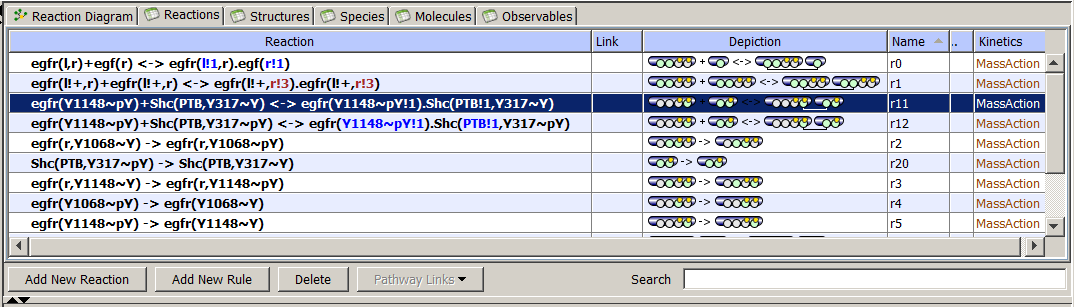 Reaction Diagram Reactions Structures Species Molecules Observables
Reaction Link Depiction Name .. Kinetics
egfr(l,r)+egf(r) <-> egfr(l!1,r).egf(r!1) + <-> r0 MassAction
egfr(l!+,r)+egfr(l!+,r) <-> egfr(l!+,r!3).egfr(l!+,r!3) + <-> r1 MassAction
egfr(Y1148~pY)+Shc(PTB,Y317~Y) <-> egfr(Y1148~pY!1).Shc(PTB!1,Y317~Y) + <-> r11 MassAction
egfr(Y1148~pY)+Shc(PTB,Y317~pY) <-> egfr(Y1148~pY!1).Shc(PTB!1,Y317~pY) + <-> r12 MassAction
egfr(r,Y1068~Y) -> egfr(r,Y1068~pY) -> r2 MassAction
Shc(PTB,Y317~pY) -> Shc(PTB,Y317~Y) -> r20 MassAction
egfr(r,Y1148~Y) -> egfr(r,Y1148~pY) -> r3 MassAction
egfr(Y1068~pY) -> egfr(Y1068~Y) -> r4 MassAction
egfr(Y1148~pY) -> egfr(Y1148~Y) -> r5 MassAction
Add New Reaction Add New Rule Delete Pathway Links Search